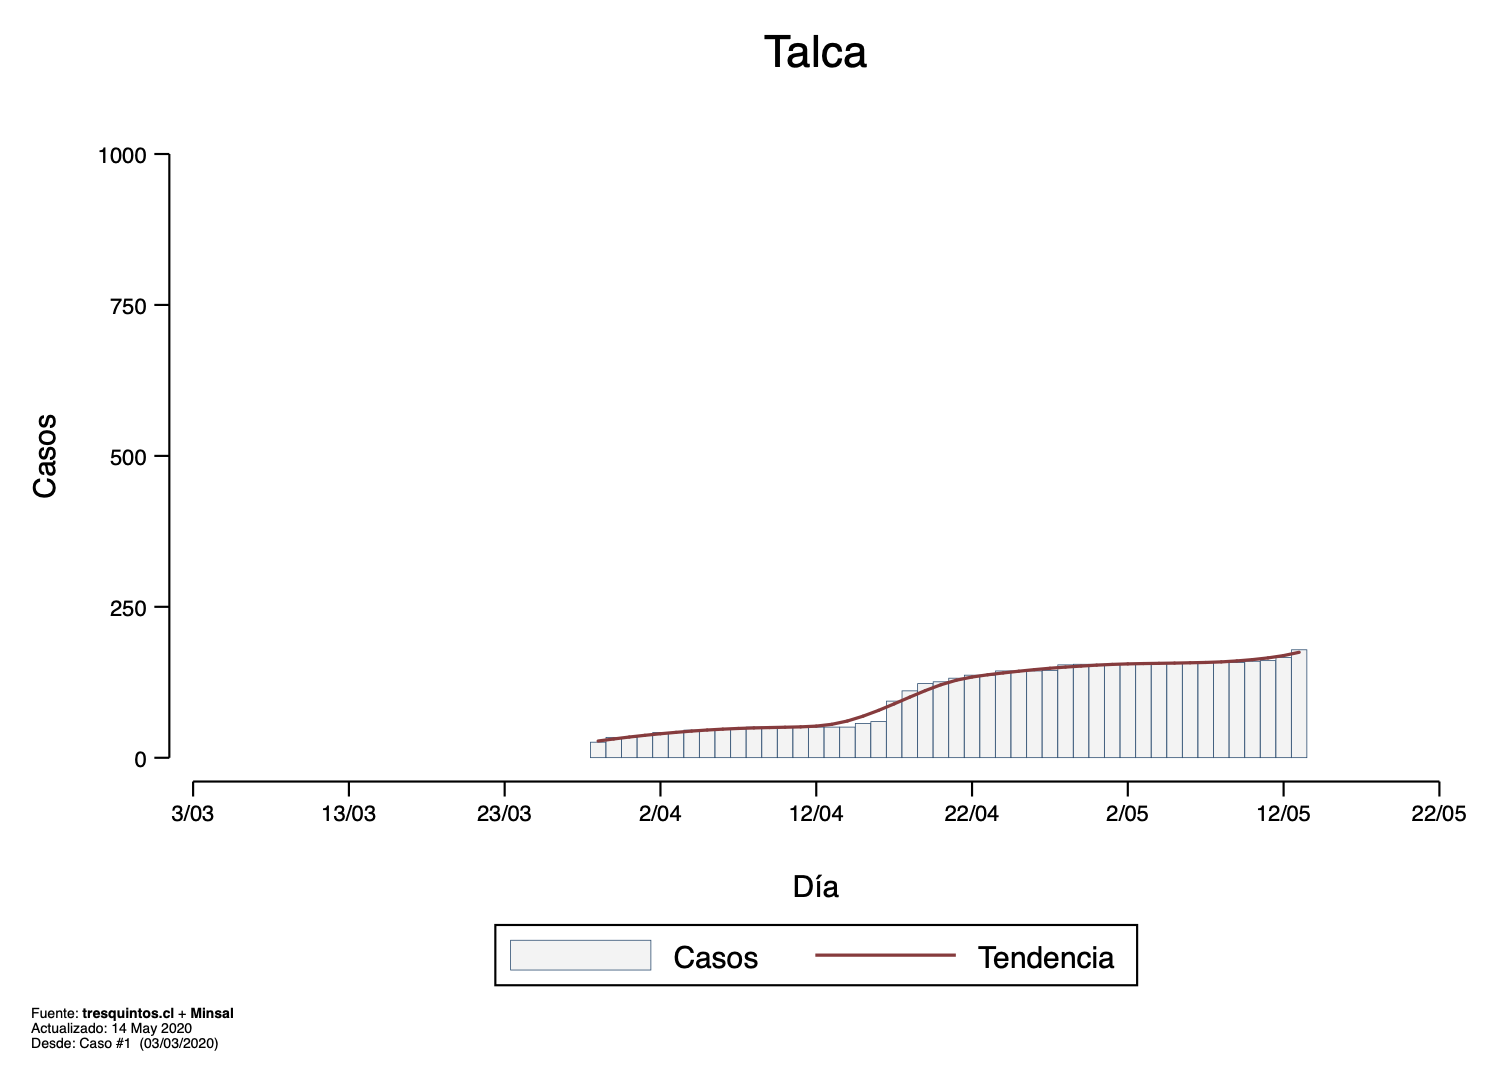 Talca
1000
750
500
250
0
Casos
3/03 13/03 23/03 2/04 12/04 22/04 2/05 12/05 22/05
Día
Casos Tendencia
Fuente: tresquintos.cl + Minsal
Actualizado: 14 May 2020
Desde: Caso #1 (03/03/2020)